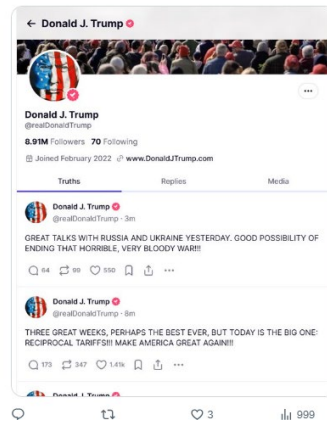 ← Donald J. Trump
Donald J. Trump
@realDonaldTrump
8.91M Followers 70 Following
Joined February 2022 www.DonaldJTrump.com
Truths Replies Media
Donald J. Trump
@realDonaldTrump · 3m
GREAT TALKS WITH RUSSIA AND UKRAINE YESTERDAY. GOOD POSSIBILITY OF
ENDING THAT HORRIBLE, VERY BLOODY WAR!!!
64 99 550
Donald J. Trump
@realDonaldTrump · 8m
THREE GREAT WEEKS, PERHAPS THE BEST EVER, BUT TODAY IS THE BIG ONE:
RECIPROCAL TARIFFS!!! MAKE AMERICA GREAT AGAIN!!!
173 347 1.41k
Donald J. Trump
3 999